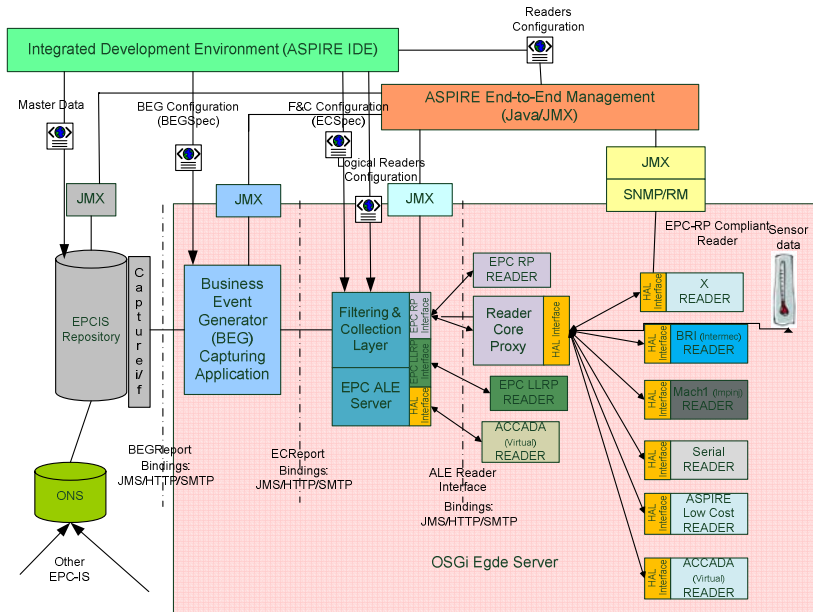 Readers
Configuration
Integrated Development Environment (ASPIRE IDE)
Master Data
BEG Configuration
(BEGSpec)
F&C Configuration
(ECSpec)
ASPIRE End-to-End Management
(Java/JMX)
Logical Readers
Configuration
JMX
SNMP/RM
JMX
JMX
JMX
EPC-RP Compliant
Reader
Sensor
data
EPCIS
Repository
Capture i/f
Business
Event
Generator
(BEG)
Capturing
Application
Filtering &
Collection
Layer
EPC ALE
Server
EPC RP
Interface
EPC LLRP
Interface
HAL
Interface
EPC RP
READER
Reader
Core
Proxy
HAL Interface
EPC LLRP
READER
ACCADA
(Virtual)
READER
HAL
Interface
X
READER
HAL
Interface
BRI (Intermec)
READER
HAL
Interface
Mach1 (Impinj)
READER
HAL
Interface
Serial
READER
HAL
Interface
ASPIRE
Low Cost
READER
HAL
Interface
ACCADA
(Virtual)
READER
BEGReport
Bindings:
JMS/HTTP/SMTP
ECReport
Bindings:
JMS/HTTP/SMTP
ALE Reader
Interface
Bindings:
JMS/HTTP/SMTP
ONS
Other
EPC-IS
OSGi Egde Server